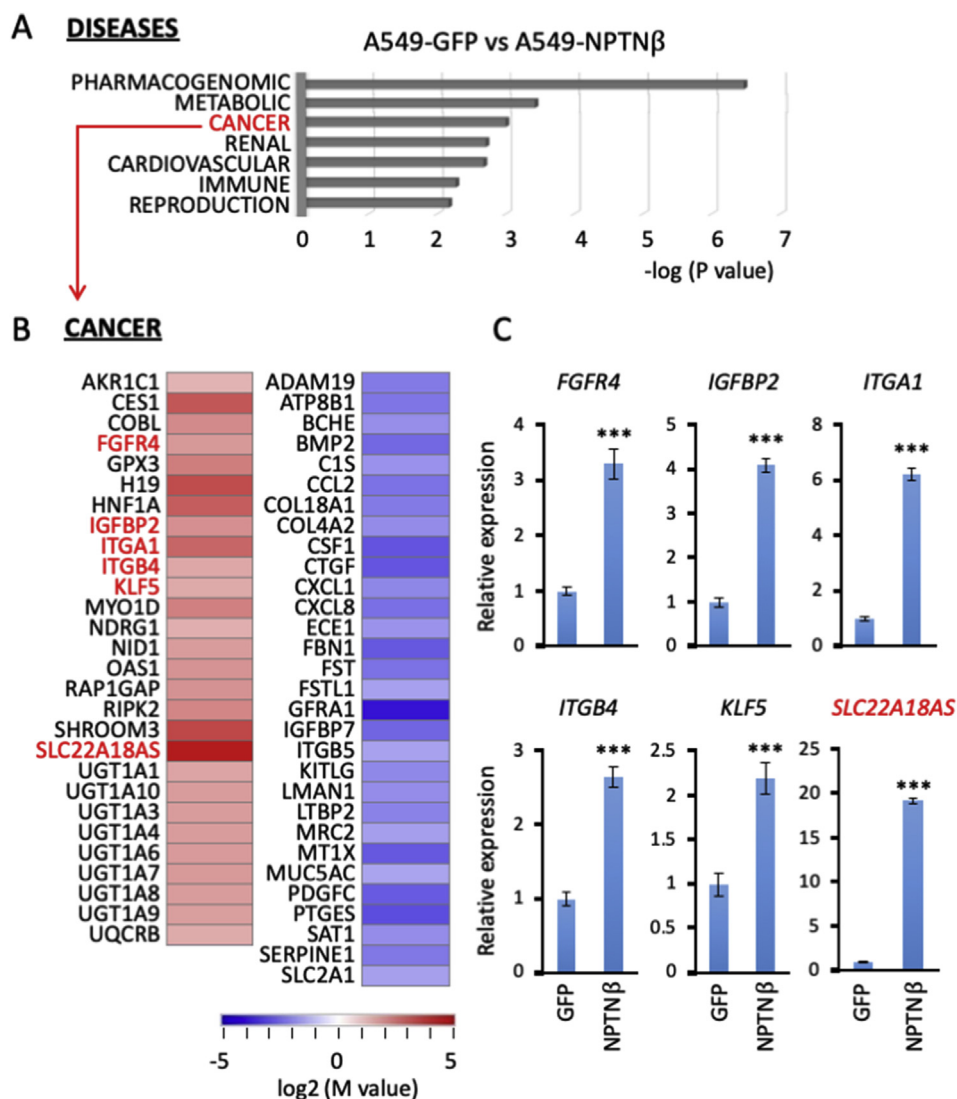 A DISEASES
A549-GFP vs A549-NPTNβ
PHARMACOGENOMIC
METABOLIC
CANCER
RENAL
CARDIOVASCULAR
IMMUNE
REPRODUCTION
0 1 2 3 4 5 6 7
-log (P value)
B CANCER
AKR1C1
CES1
COBL
FGFR4
GPX3
H19
HNF1A
IGFBP2
ITGA1
ITGB4
KLF5
MYO1D
NDRG1
NID1
OAS1
RAP1GAP
RIPK2
SHROOM3
SLC22A18AS
UGT1A1
UGT1A10
UGT1A3
UGT1A4
UGT1A6
UGT1A7
UGT1A8
UGT1A9
UQCRB
ADAM19
ATP8B1
BCHE
BMP2
C1S
CCL2
COL18A1
COL4A2
CSF1
CTGF
CXCL1
CXCL8
ECE1
FBN1
FST
FSTL1
GFRA1
IGFBP7
ITGB5
KITLG
LMAN1
LTBP2
MRC2
MT1X
MUC5AC
PDGFC
PTGES
SAT1
SERPINE1
SLC2A1
-5 0 5
log2 (M value)
C
FGFR4
Relative expression
4
3
2
1
0
***
IGFBP2
5
4
3
2
1
0
***
ITGA1
8
6
4
2
0
***
ITGB4
Relative expression
3
2
1
0
***
GFP NPTNβ
KLF5
2.5
2
1.5
1
0.5
0
***
GFP NPTNβ
SLC22A18AS
25
20
15
10
5
0
***
GFP NPTNβ